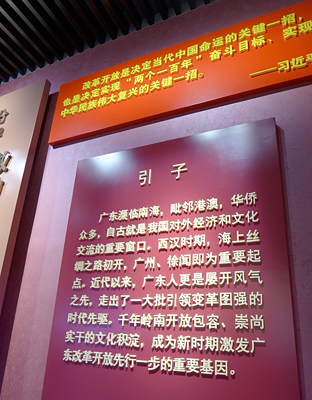 改革开放是决定当代中国命运的关键一招,
也是决定实现“两个一百年”奋斗目标、实现
中华民族伟大复兴的关键一招。
——习近平
引 子
广东濒临南海,毗邻港澳,华侨
众多,自古就是我国对外经济和文化
交流的重要窗口。西汉时期,海上丝
绸之路初开,广州、徐闻即为重要起
点。近代以来,广东人更是屡开风气
之先,走出了一大批引领变革图强的
时代先驱。千年岭南开放包容、崇尚
实干的文化积淀,成为新时期激发广
东改革开放先行一步的重要基因。